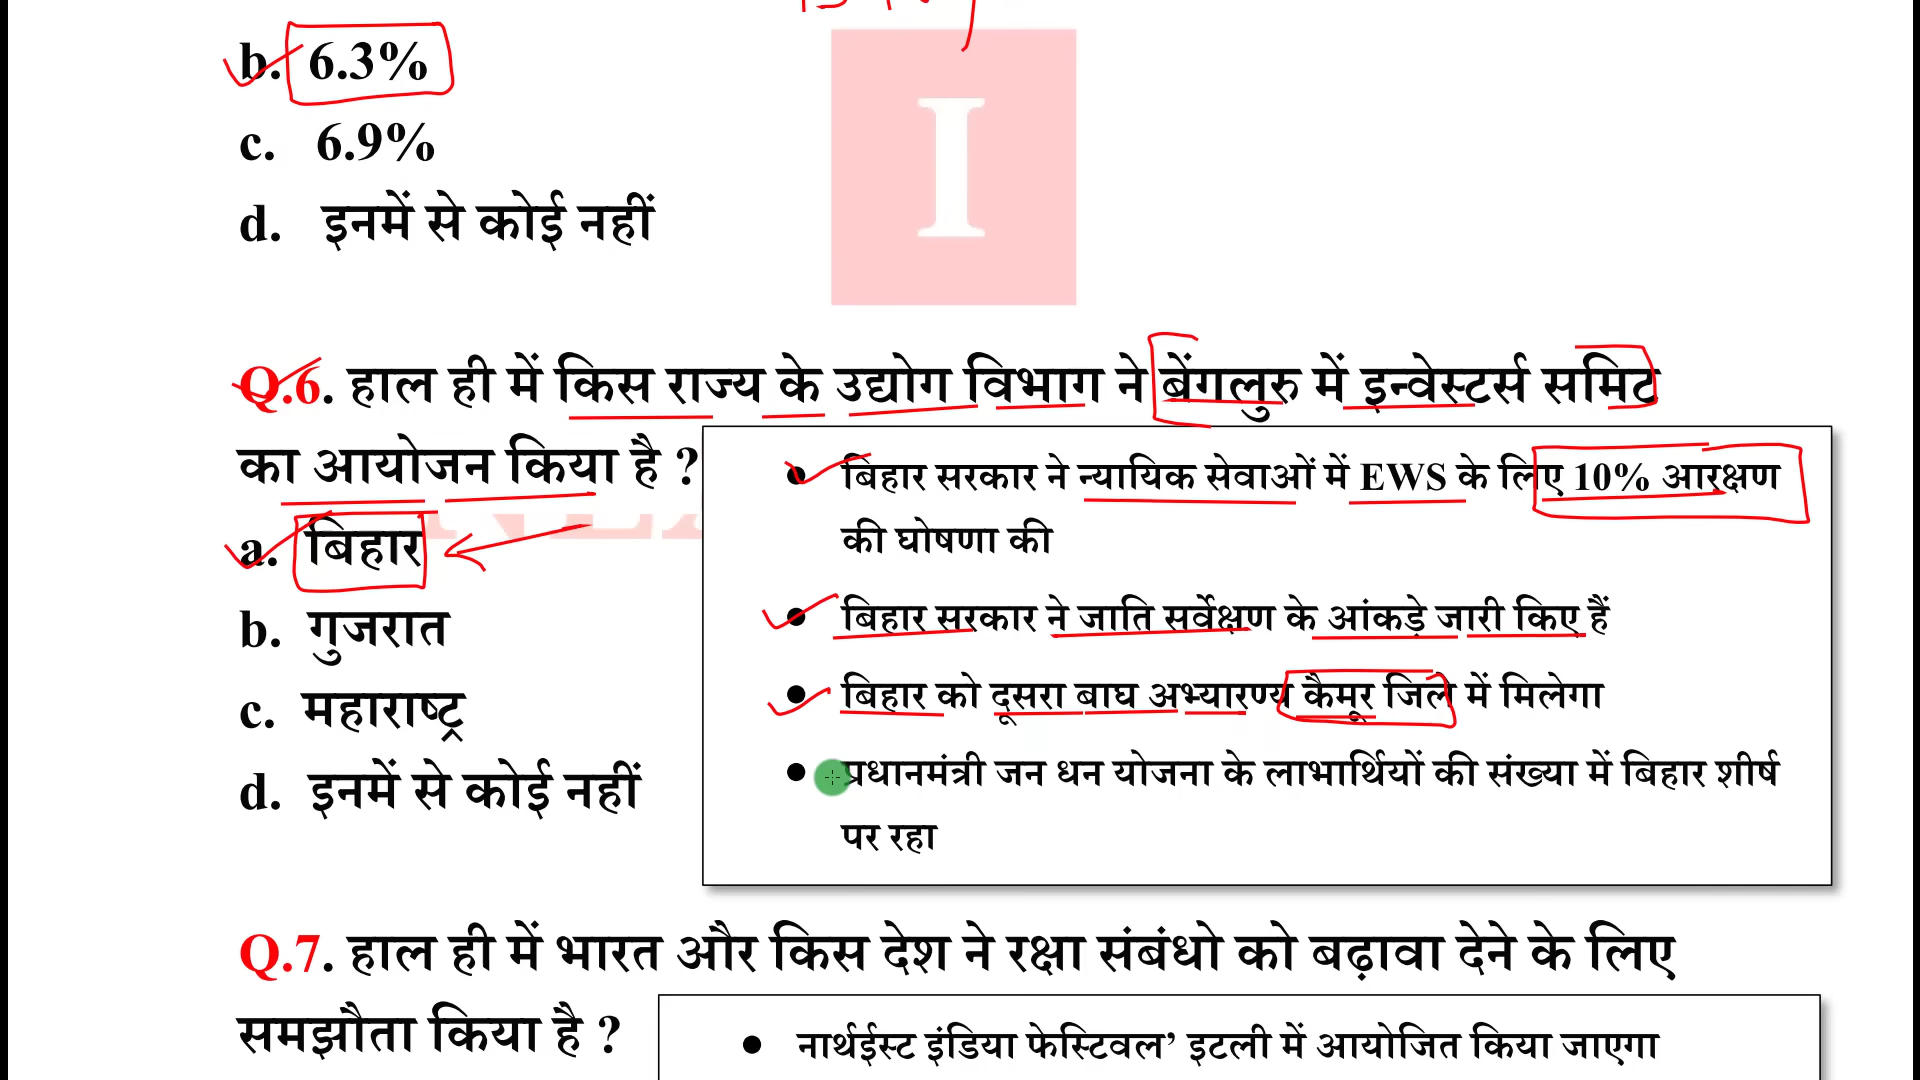 b. 6.3%
c. 6.9%
d. इनमें से कोई नहीं
I
Q.6. हाल ही में किस राज्य के उद्योग विभाग ने बेंगलुरु में इन्वेस्टर्स समिट
का आयोजन किया है ?
a. बिहार
b. गुजरात
c. महाराष्ट्र
d. इनमें से कोई नहीं
● बिहार सरकार ने न्यायिक सेवाओं में EWS के लिए 10% आरक्षण
की घोषणा की
● बिहार सरकार ने जाति सर्वेक्षण के आंकड़े जारी किए हैं
● बिहार को दूसरा बाघ अभ्यारण्य कैमूर जिले में मिलेगा
● प्रधानमंत्री जन धन योजना के लाभार्थियों की संख्या में बिहार शीर्ष
पर रहा
Q.7. हाल ही में भारत और किस देश ने रक्षा संबंधो को बढ़ावा देने के लिए
समझौता किया है ?
● नार्थईस्ट इंडिया फेस्टिवल’ इटली में आयोजित किया जाएगा